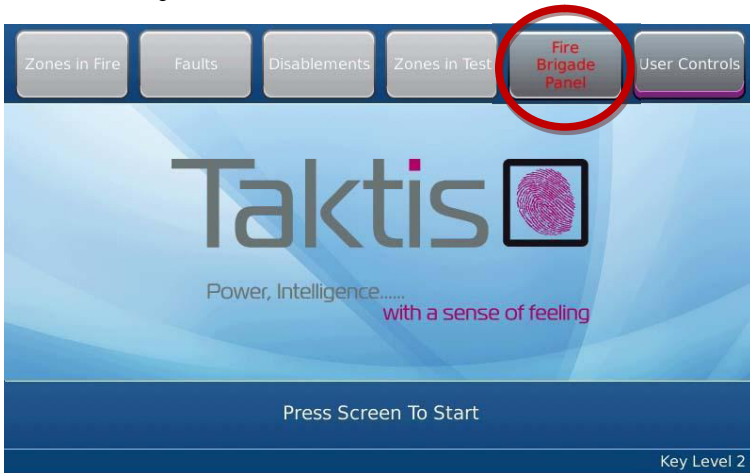 Zones in Fire
Faults
Disablements
Zones in Test
Fire
Brigade
Panel
User Controls
Taktis
Power, Intelligence......
with a sense of feeling
Press Screen To Start
Key Level 2